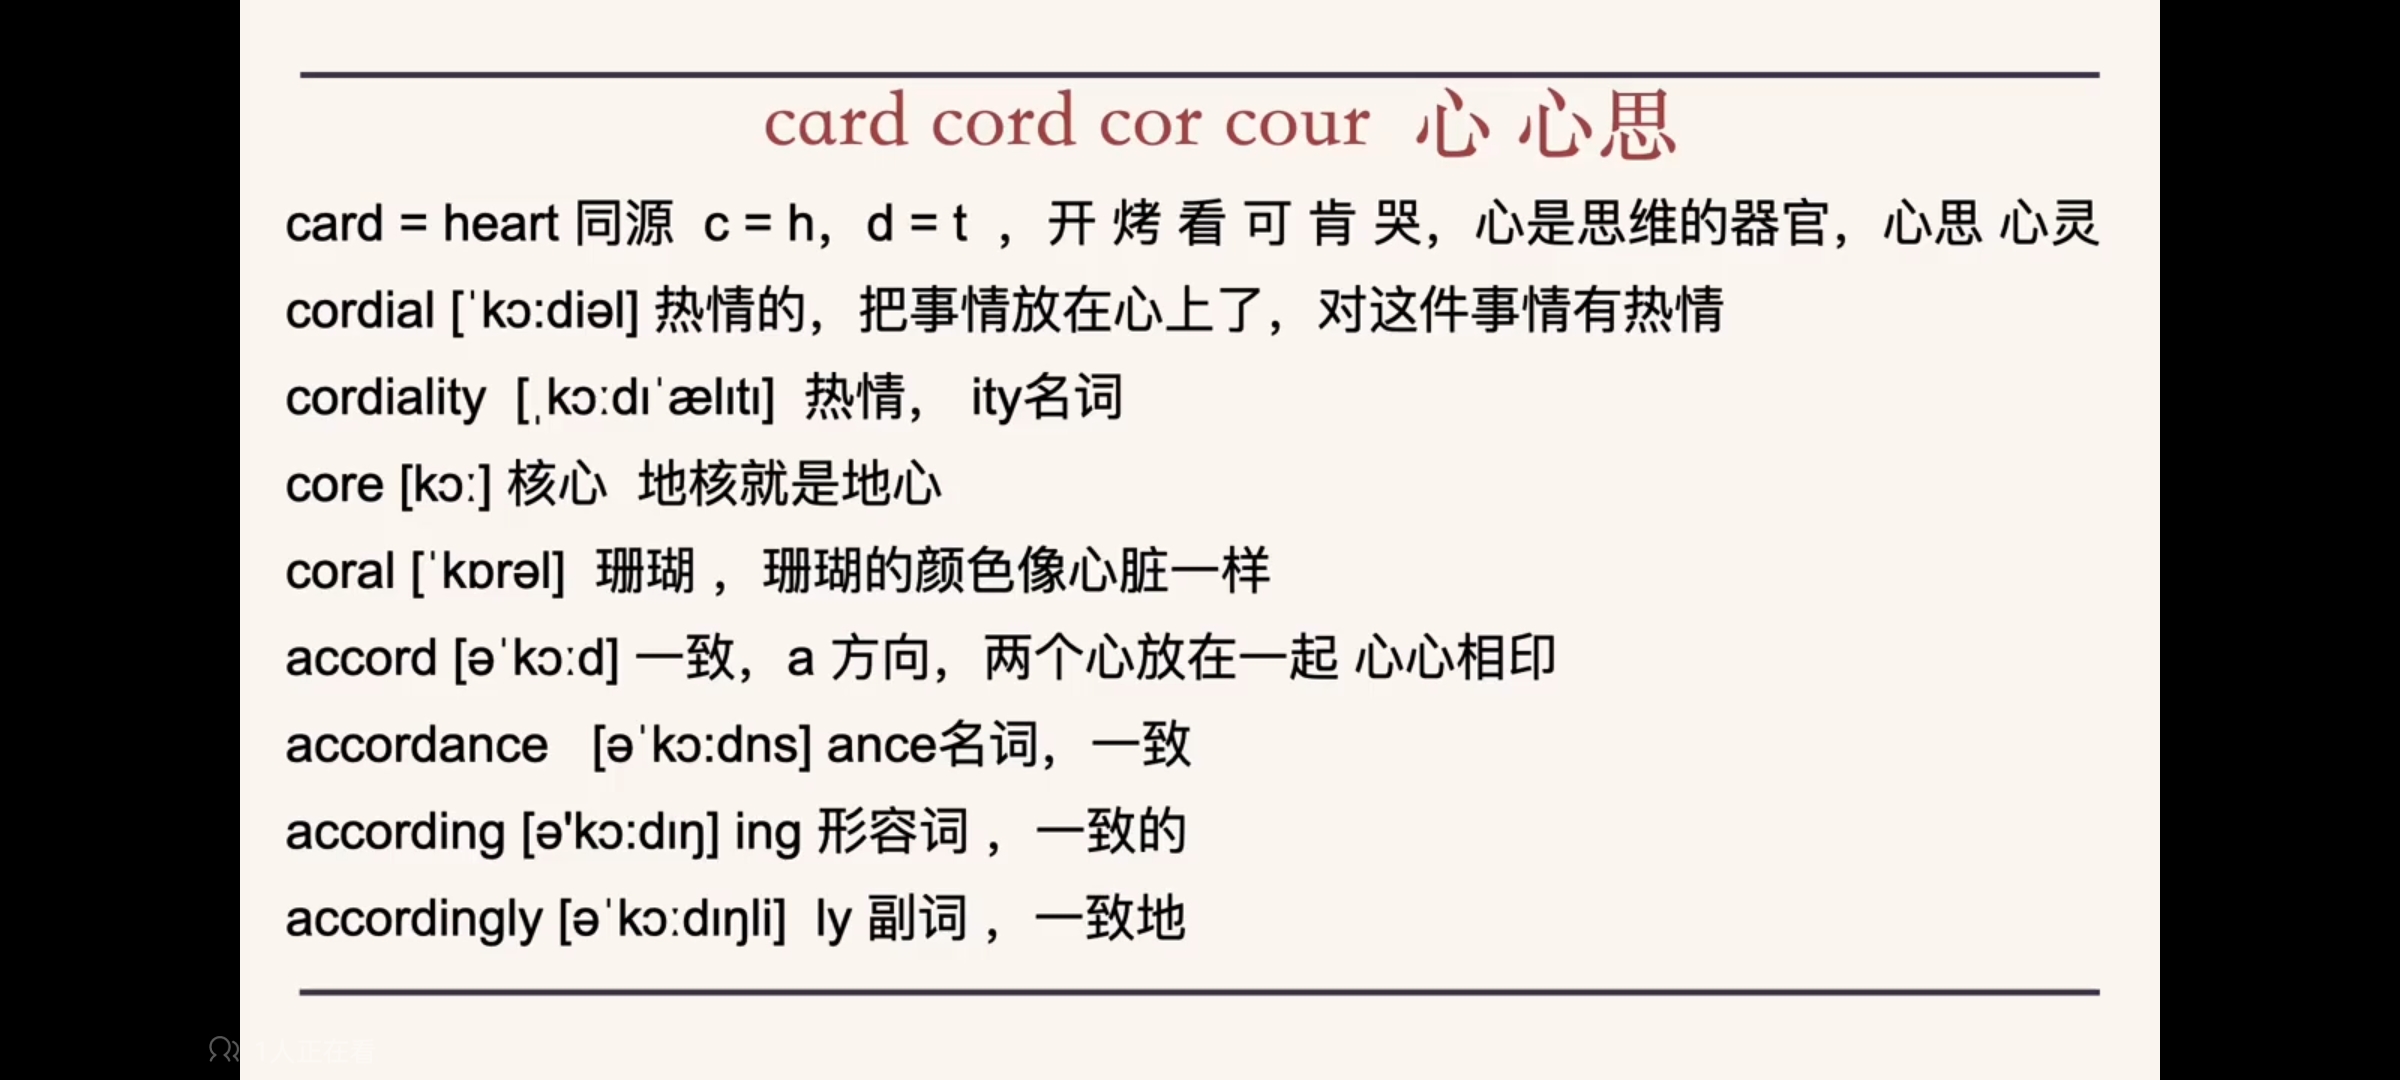 card cord cor cour 心 心思
card = heart 同源 c = h，d = t ，开 烤 看 可 肯 哭，心是思维的器官，心思 心灵
cordial [ˈkɔ:diəl] 热情的，把事情放在心上了，对这件事情有热情
cordiality [ˌkɔːdɪˈælɪtɪ] 热情， ity名词
core [kɔː] 核心 地核就是地心
coral [ˈkɒrəl] 珊瑚 ，珊瑚的颜色像心脏一样
accord [əˈkɔːd] 一致，a 方向，两个心放在一起 心心相印
accordance [əˈkɔ:dns] ance名词，一致
according [ə'kɔ:dɪŋ] ing 形容词 ，一致的
accordingly [əˈkɔːdɪŋli] ly 副词 ，一致地
1人正在看